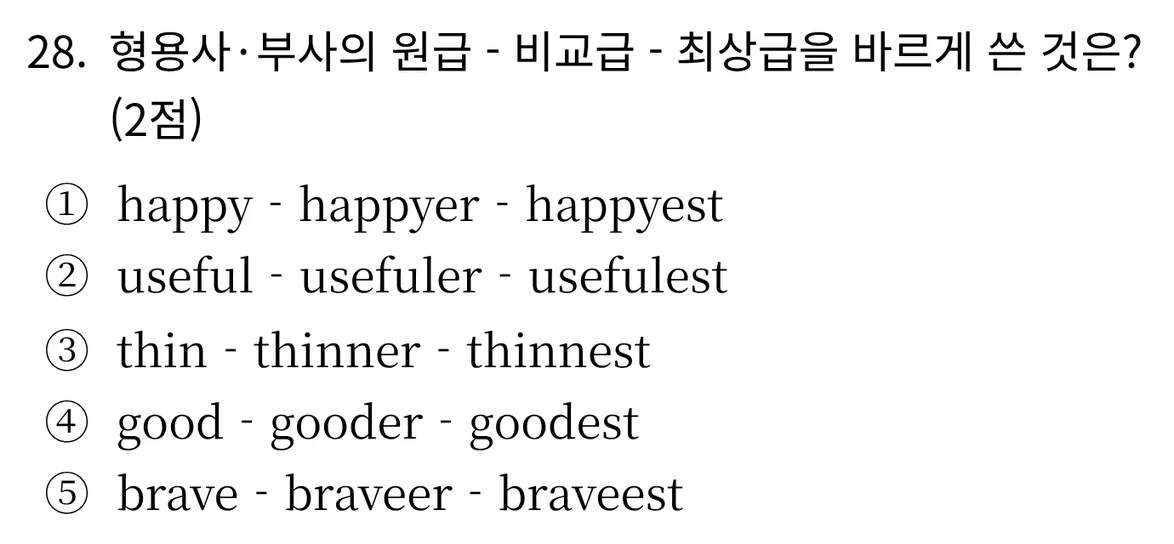 28. 형용사·부사의 원급 - 비교급 - 최상급을 바르게 쓴 것은?
(2점)
① happy - happyer - happyest
② useful - usefuler - usefulest
③ thin - thinner - thinnest
④ good - gooder - goodest
⑤ brave - braveer - braveest